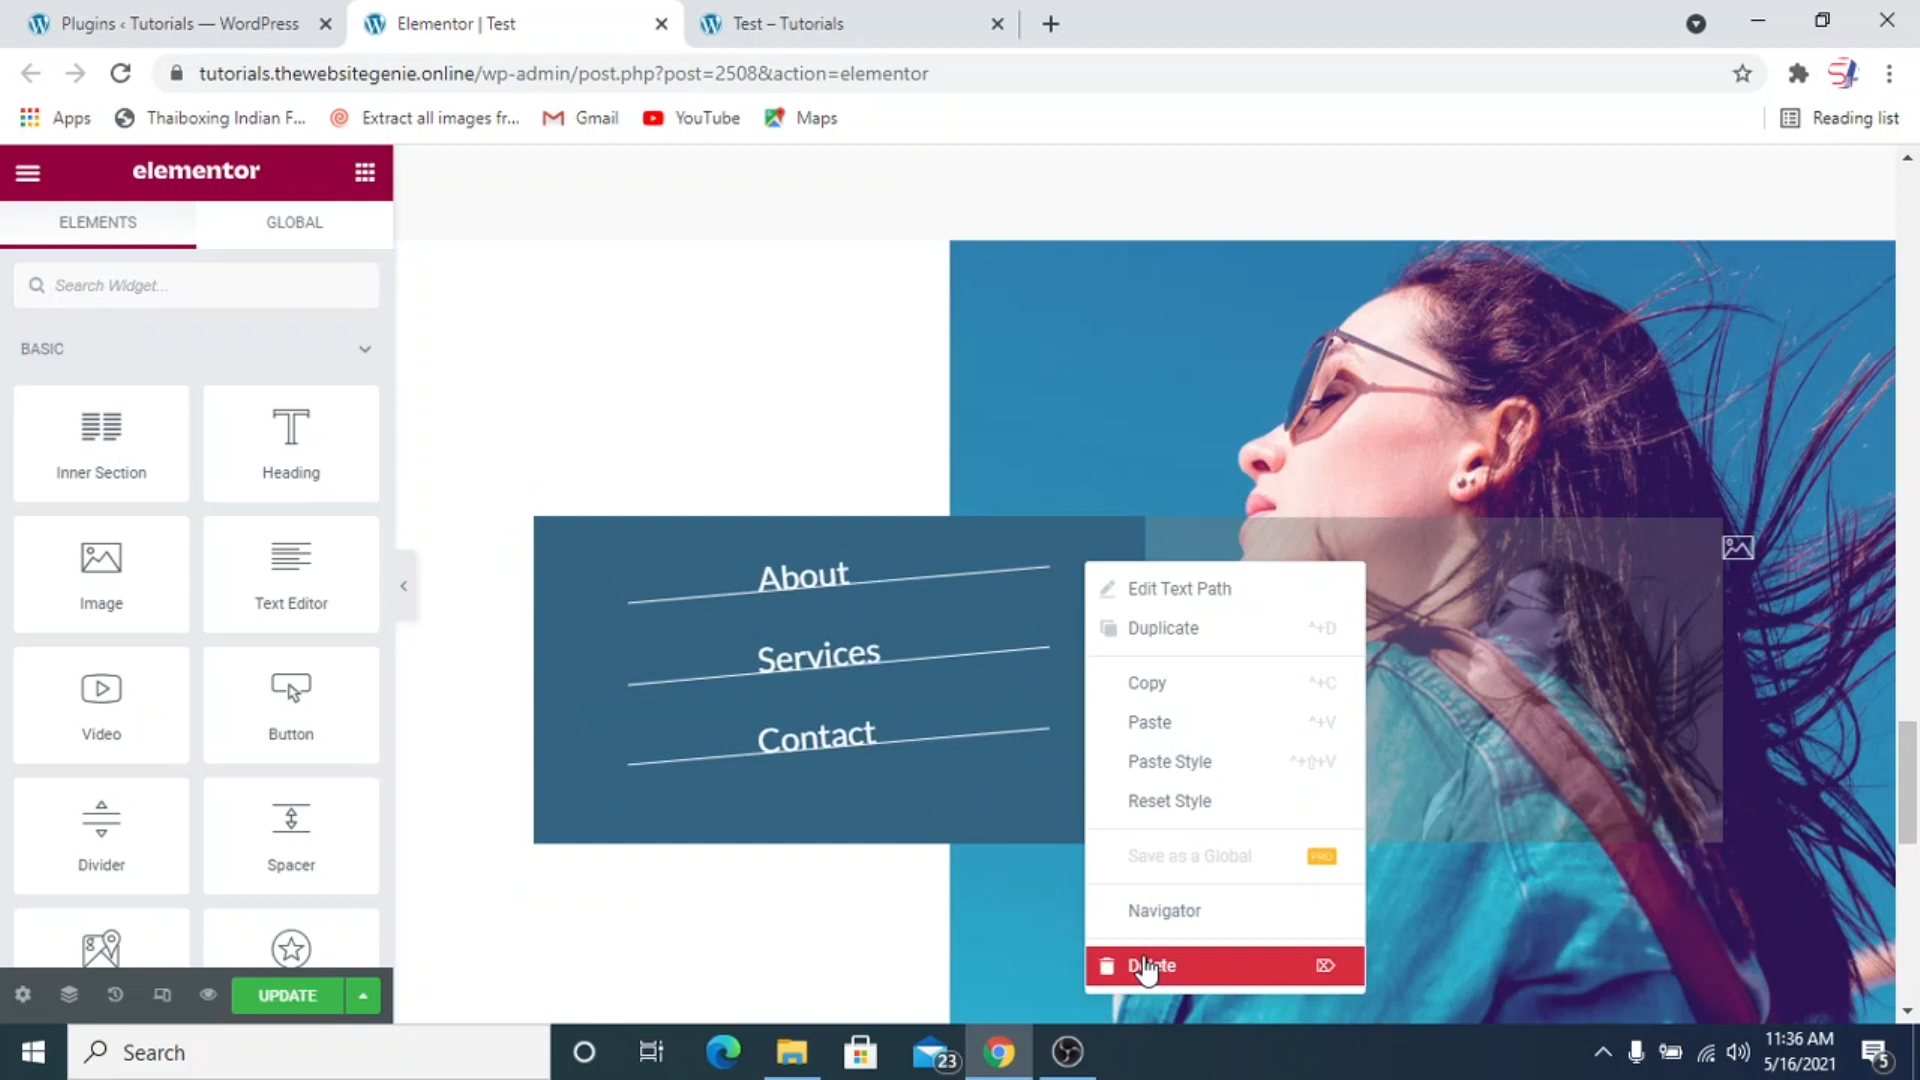 Plugins ‹ Tutorials — WordPress
Elementor | Test
Test – Tutorials
tutorials.thewebsitegenie.online/wp-admin/post.php?post=2508&action=elementor
Apps
Thaiboxing Indian F...
Extract all images fr...
Gmail
YouTube
Maps
Reading list
elementor
ELEMENTS
GLOBAL
Search Widget...
BASIC
Inner Section
Heading
Image
Text Editor
Video
Button
Divider
Spacer
UPDATE
About
Services
Contact
Edit Text Path
Duplicate ^+D
Copy ^+C
Paste ^+V
Paste Style ^+⇧+V
Reset Style
Save as a Global PRO
Navigator
Delete
Search
23
11:36 AM
5/16/2021
5